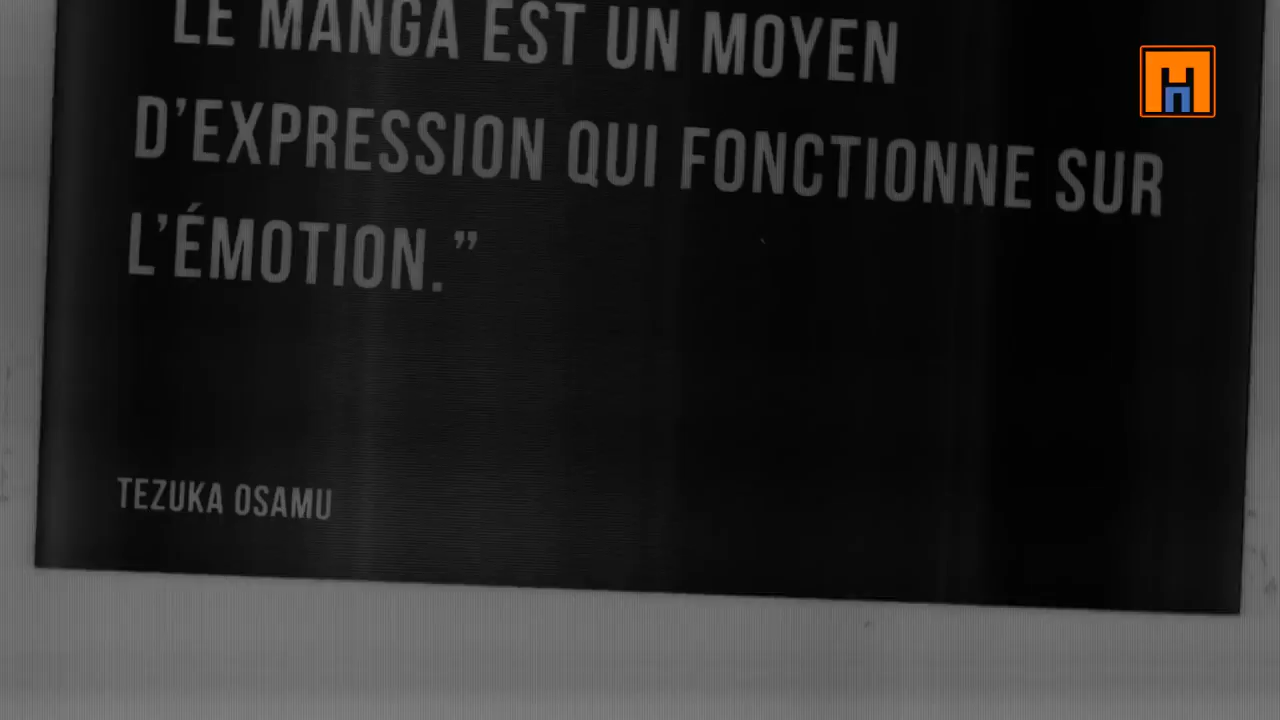 LE MANGA EST UN MOYEN
D’EXPRESSION QUI FONCTIONNE SUR
L’ÉMOTION.”
TEZUKA OSAMU